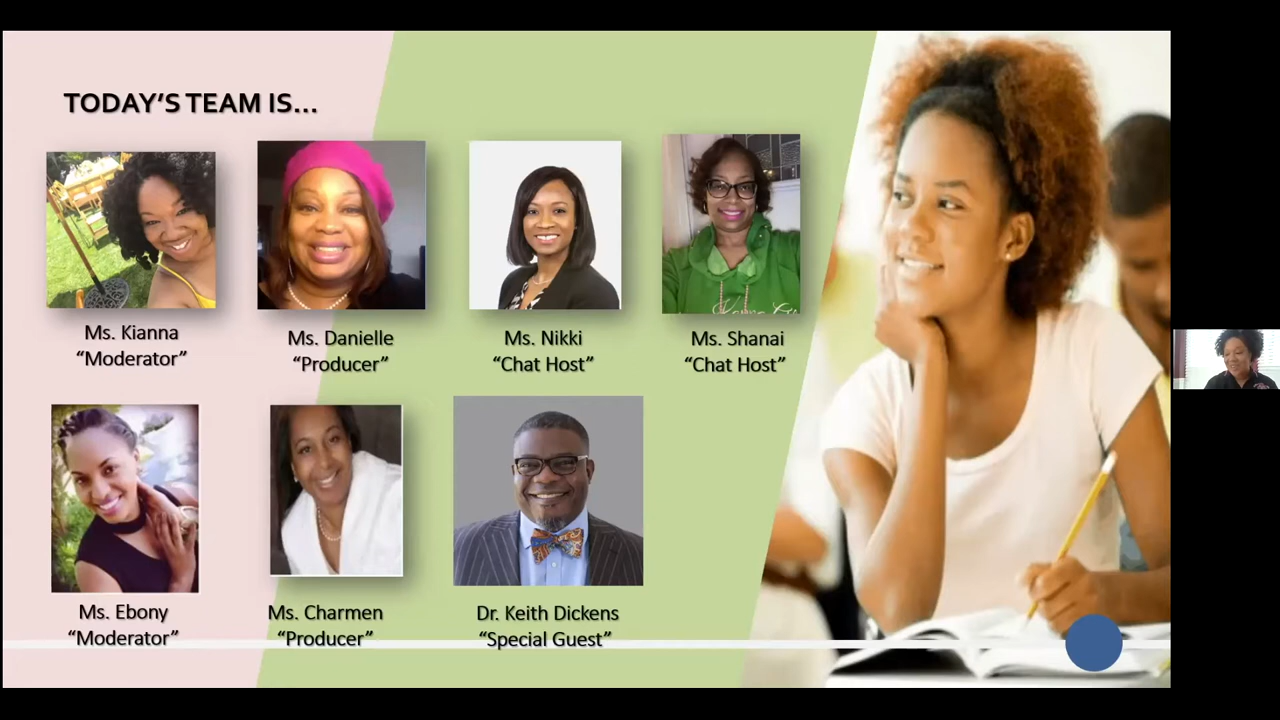 TODAY'S TEAM IS...
Ms. Kianna
“Moderator”
Ms. Danielle
“Producer”
Ms. Nikki
“Chat Host”
Ms. Shanai
“Chat Host”
Ms. Ebony
“Moderator”
Ms. Charmen
“Producer”
Dr. Keith Dickens
“Special Guest”